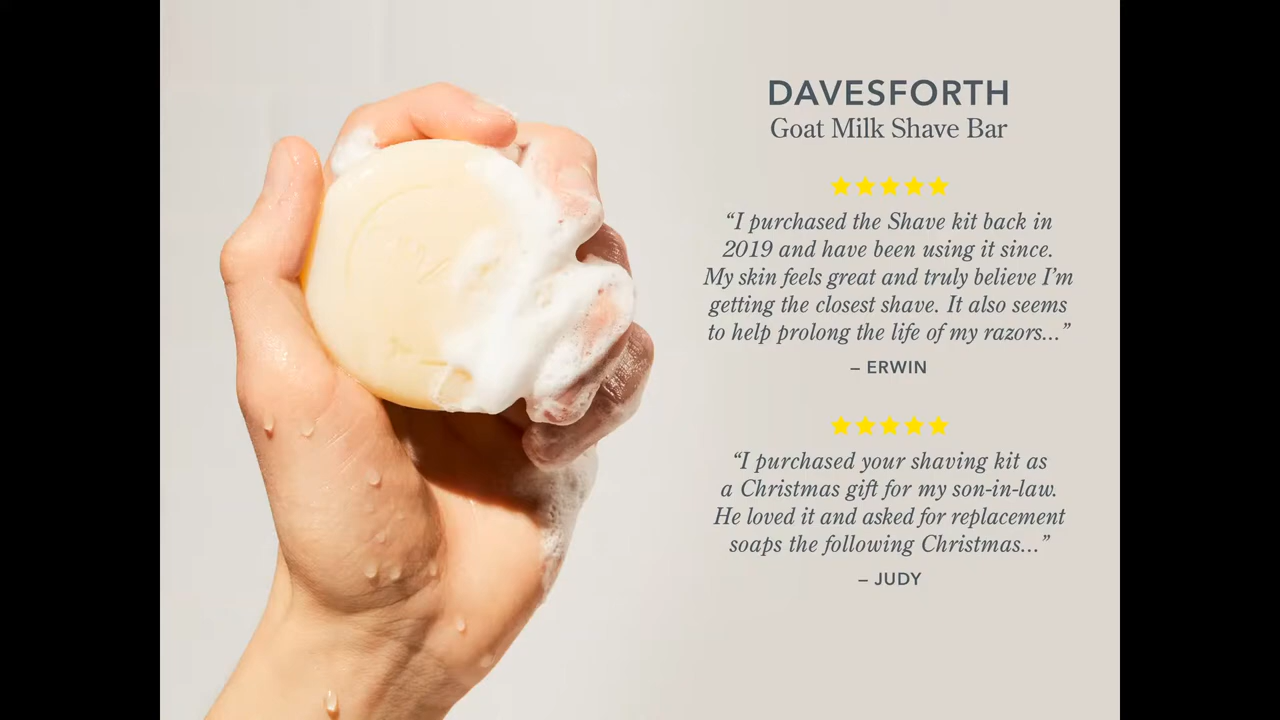 DAVESFORTH
Goat Milk Shave Bar
“I purchased the Shave kit back in
2019 and have been using it since.
My skin feels great and truly believe I’m
getting the closest shave. It also seems
to help prolong the life of my razors...”
– ERWIN
“I purchased your shaving kit as
a Christmas gift for my son-in-law.
He loved it and asked for replacement
soaps the following Christmas...”
– JUDY